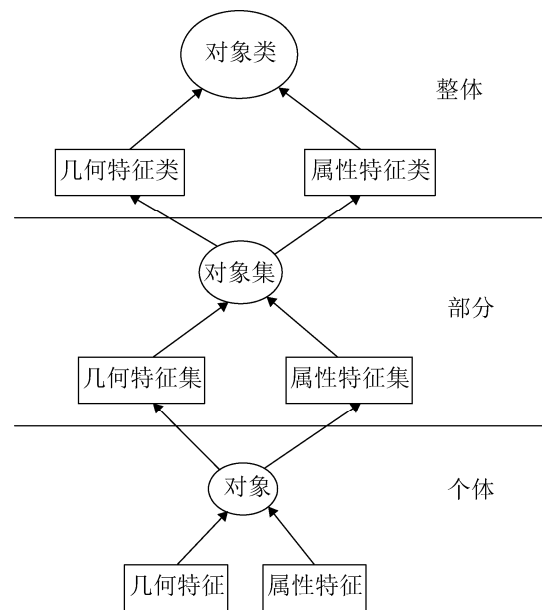 对象类
整体
几何特征类
属性特征类
对象集
部分
几何特征集
属性特征集
对象
个体
几何特征
属性特征